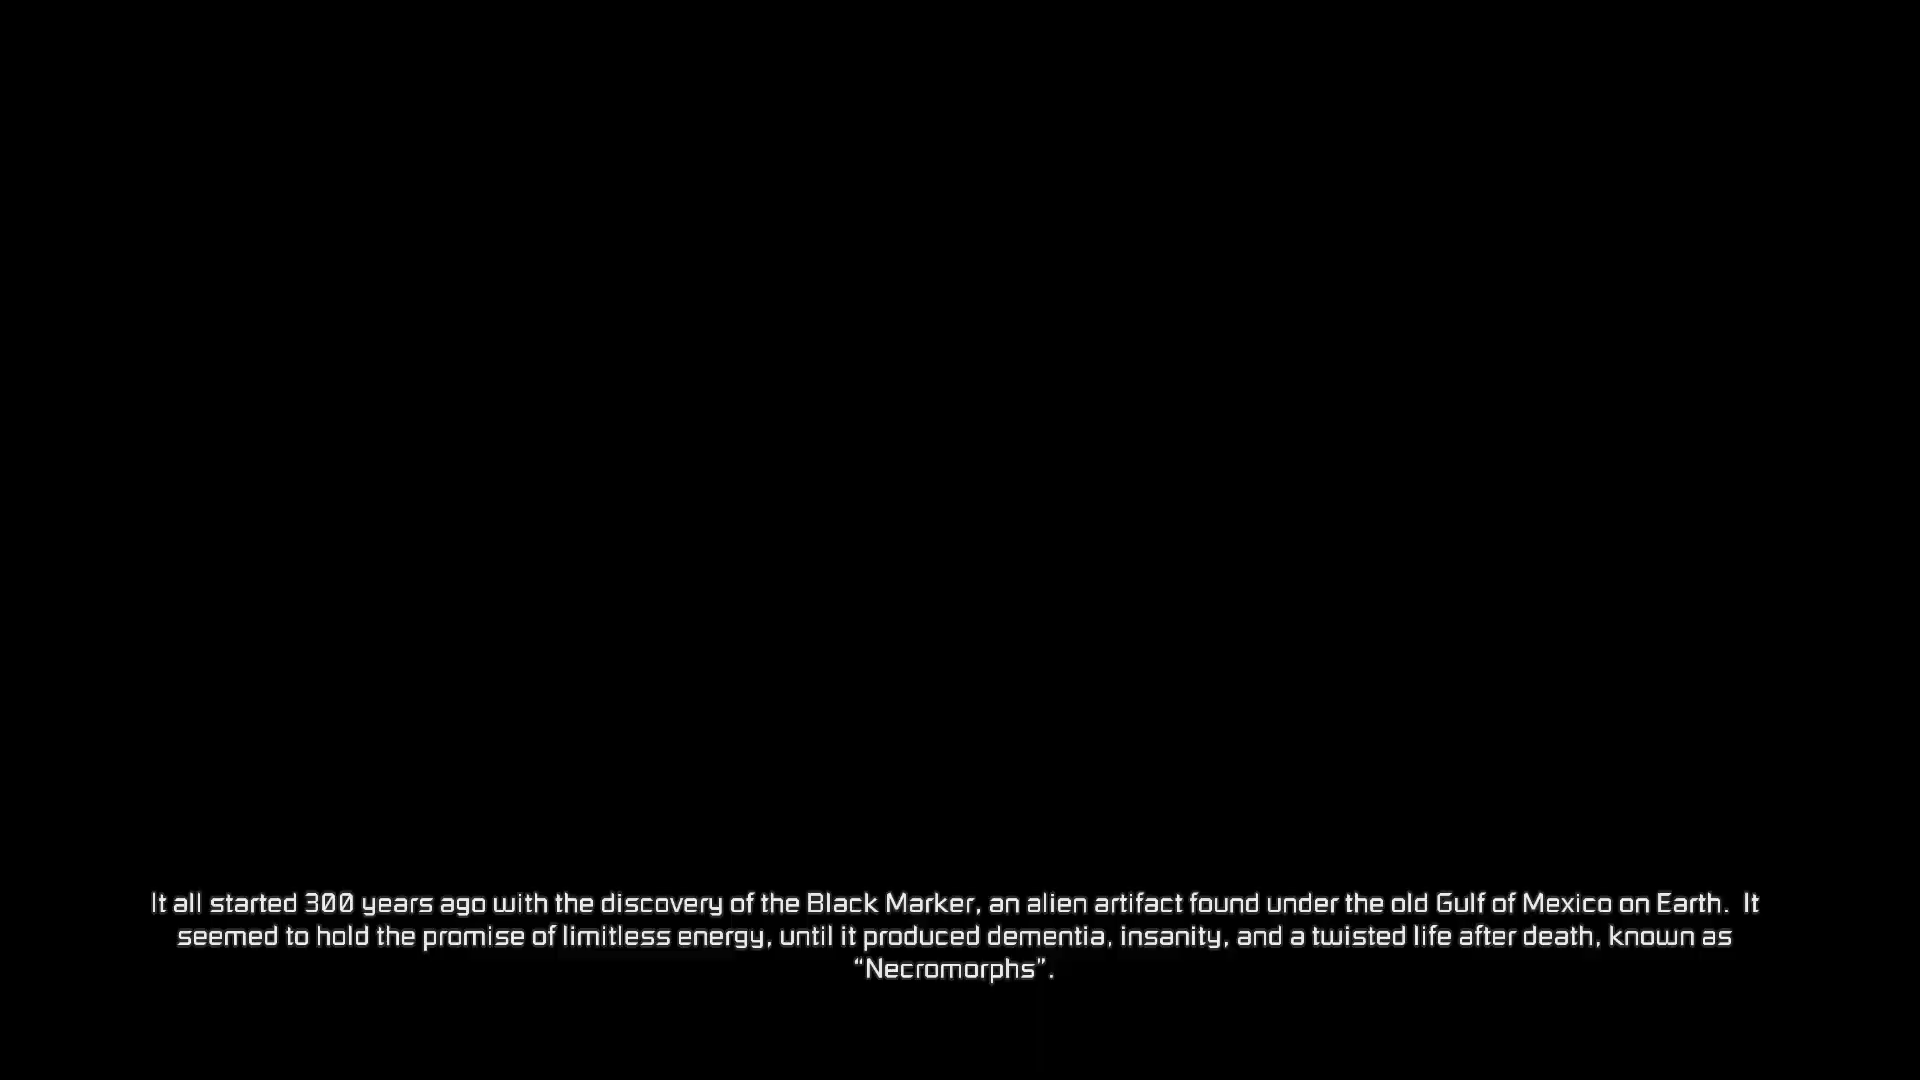 It all started 300 years ago with the discovery of the Black Marker, an alien artifact found under the old Gulf of Mexico on Earth.  It
seemed to hold the promise of limitless energy, until it produced dementia, insanity, and a twisted life after death, known as
“Necromorphs”.